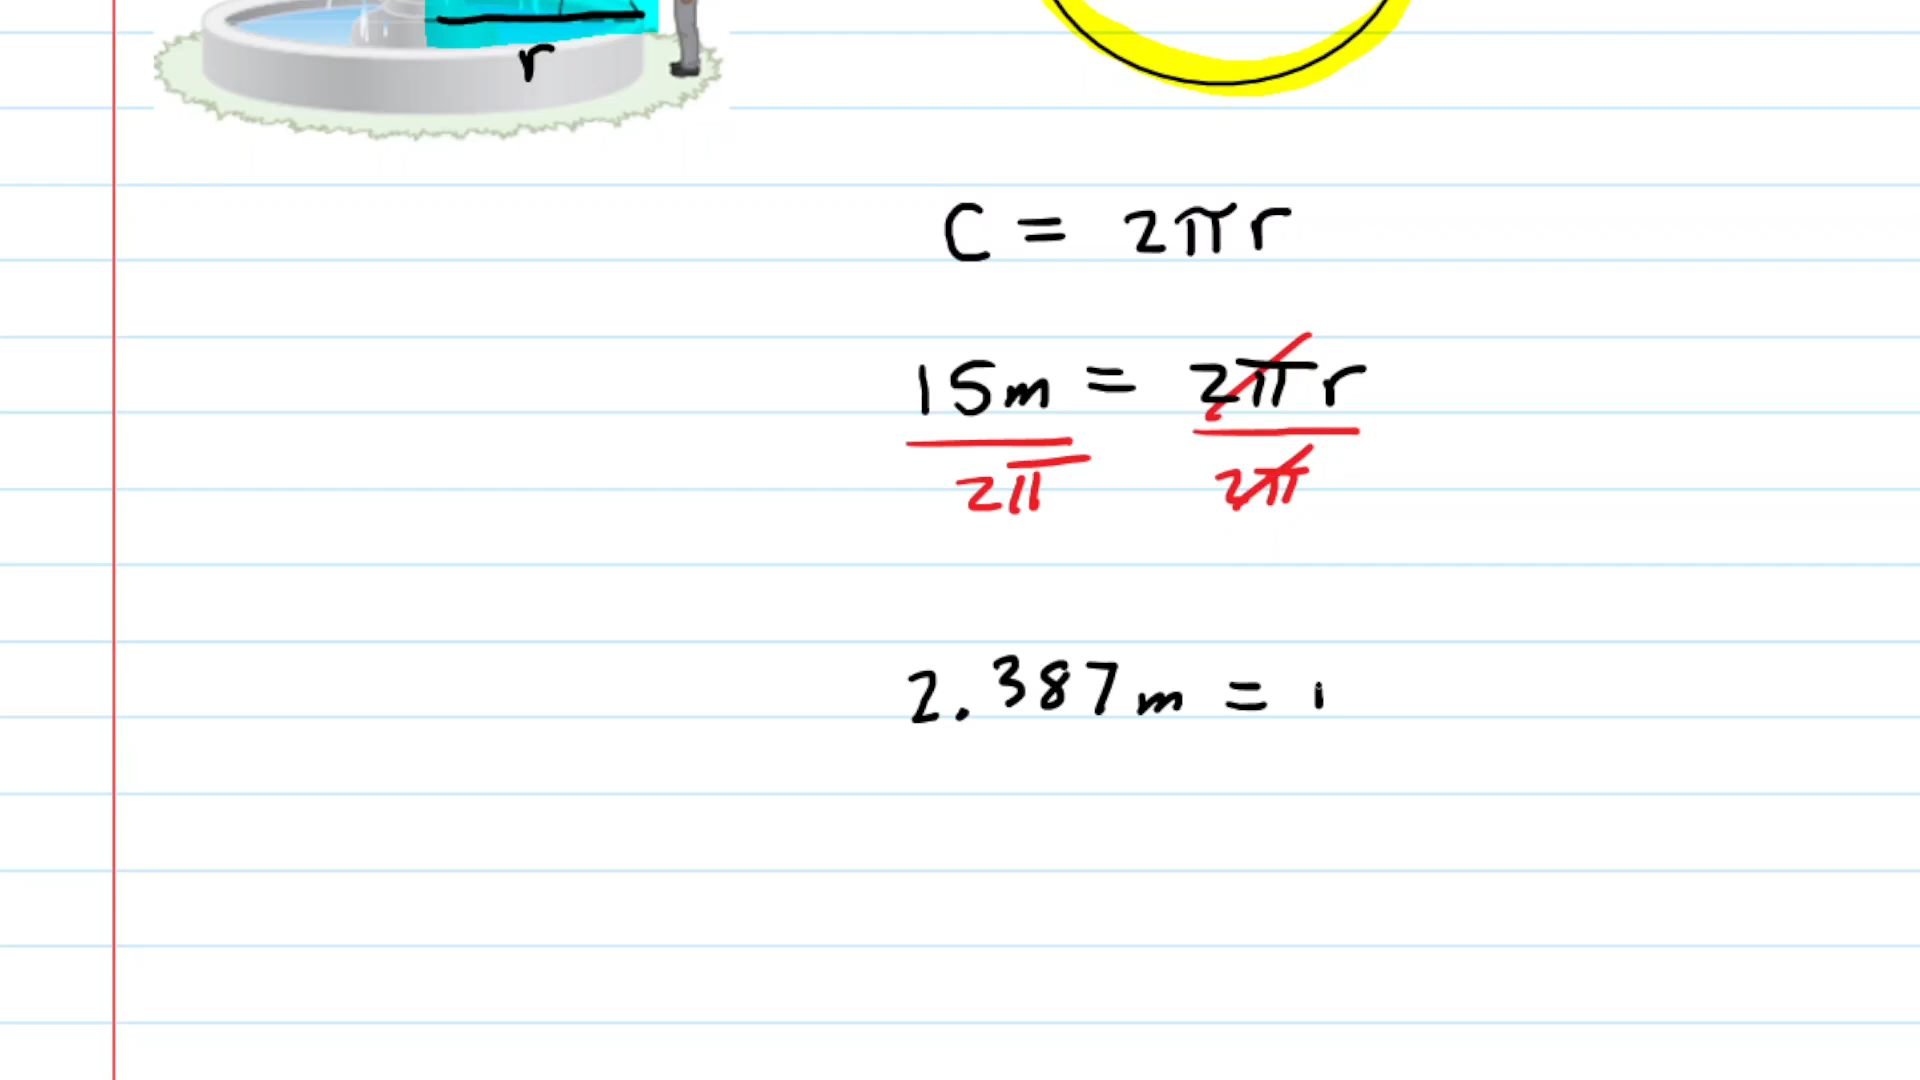 r
C = 2πr
15m = 2πr
2π 2π
2.387m = r